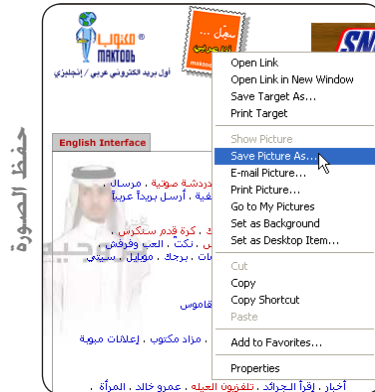 مكتوب
MAKTOOB
أول بريد الكتروني عربي / إنجليزي
سجل
SN
English Interface
حفظ الصورة
دردشة صوتية ، مرسال ،
أرسل بريداً عربياً
كرة قدم سنكرس ،
نكت ، العب وفرفش ،
برجك ، موبايل ، سيتي
قاموس
، مزاد مكتوب ، إعلانات مبوبة
أخبار ، إقرأ الجرائد ، تلفزيون العيله ، عمرو خالد ، المرأة ،
Open Link
Open Link in New Window
Save Target As...
Print Target
Show Picture
Save Picture As...
E-mail Picture...
Print Picture...
Go to My Pictures
Set as Background
Set as Desktop Item...
Cut
Copy
Copy Shortcut
Paste
Add to Favorites...
Properties